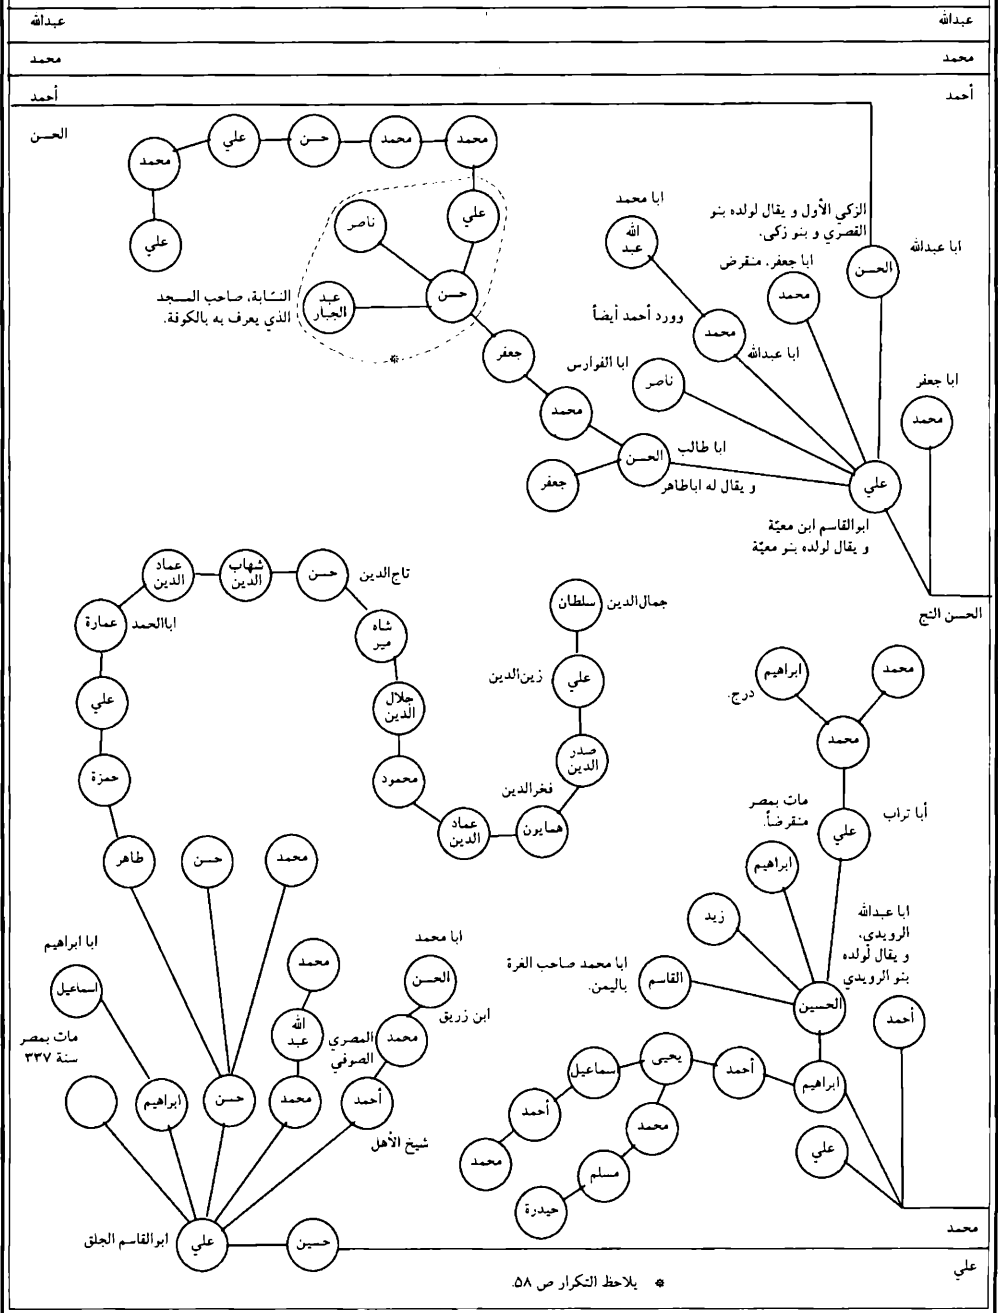 عبدالله
عبدالله
محمد
محمد
أحمد
أحمد
الحسن
محمد
محمد
حسن
علي
محمد
علي
علي
ناصر
حسن
عبد
الجبار
النسّابة، صاحب المسجد
الذي يعرف به بالكوفة.
*
جعفر
محمد
الحسن
ابا طالب
و يقال له اباطاهر
جعفر
ابا محمد
الله
عبد
وورد أحمد أيضاً
محمد
ابا عبدالله
ابا الفوارس
ناصر
الزكي الأول و يقال لولده بنو
القصري و بنو زكى.
ابا جعفر، منقرض
محمد
ابا عبدالله
الحسن
ابا جعفر
محمد
علي
ابوالقاسم ابن معيّة
و يقال لولده بنو معيّة
الحسن التج
محمد
ابراهيم
درج.
محمد
أبا تراب
علي
مات بمصر
منقرضاً.
ابراهيم
زيد
ابا محمد صاحب الغرة
باليمن.
القاسم
ابا عبدالله
الرويدي،
و يقال لولده
بنو الرويدي
الحسين
أحمد
ابراهيم
علي
أحمد
يحيى
اسماعيل
أحمد
محمد
محمد
مسلم
حيدرة
محمد
جمال‌الدين
سلطان
زين‌الدين
علي
صدر
الدين
فخرالدين
همايون
عماد
الدين
محمود
جلال
الدين
شاه
مير
تاج‌الدين
حسن
شهاب
الدين
عماد
الدين
اباالحمد
عمارة
علي
حمزة
طاهر
حسن
محمد
ابا محمد
الحسن
ابن زريق
محمد
المصري
الصوفي
أحمد
شيخ الأهل
محمد
الله
عبد
محمد
حسن
ابا ابراهيم
اسماعيل
مات بمصر
سنة ٣٣٧
ابراهيم
علي
ابوالقاسم الجلق
حسين
علي
* يلاحظ التكرار ص ٥٨.